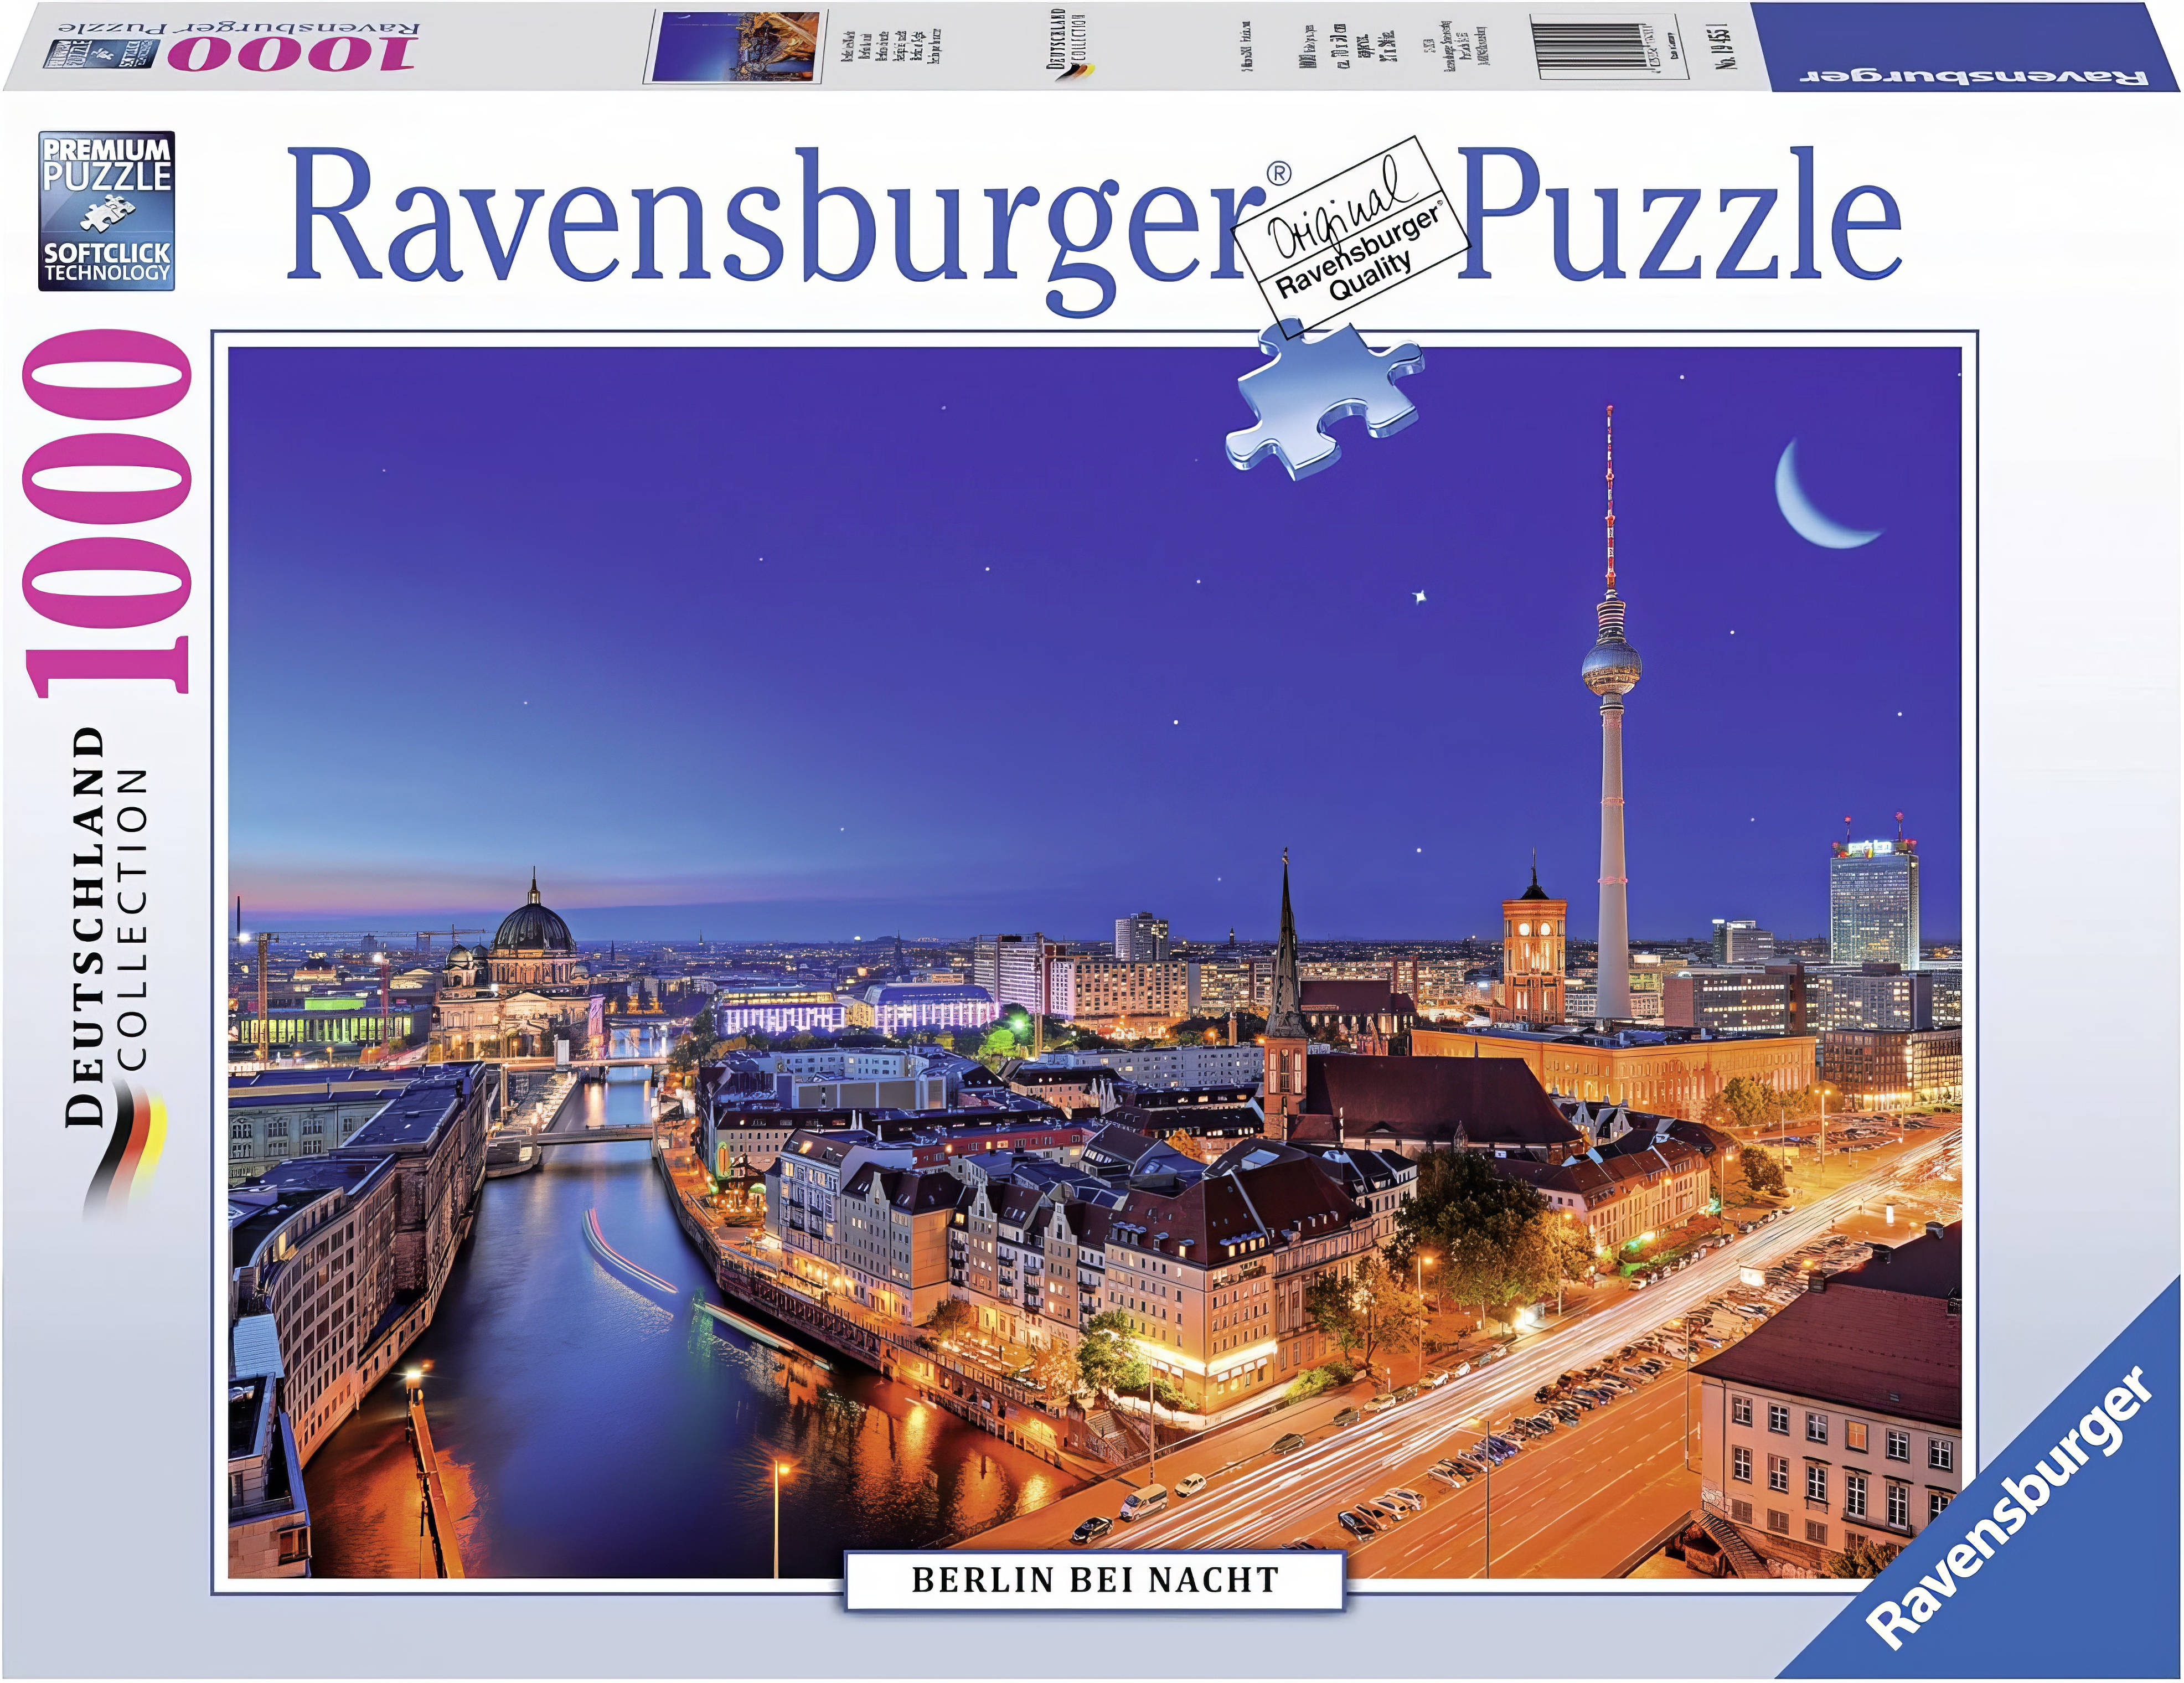 1000
Ravensburger Puzzle
DEUTSCHLAND
COLLECTION
No. 19 455 1
Ravensburger
PREMIUM
PUZZLE
SOFTCLICK
TECHNOLOGY
Ravensburger® Puzzle
Original
Ravensburger®
Quality
1000
DEUTSCHLAND
COLLECTION
BERLIN BEI NACHT
Ravensburger